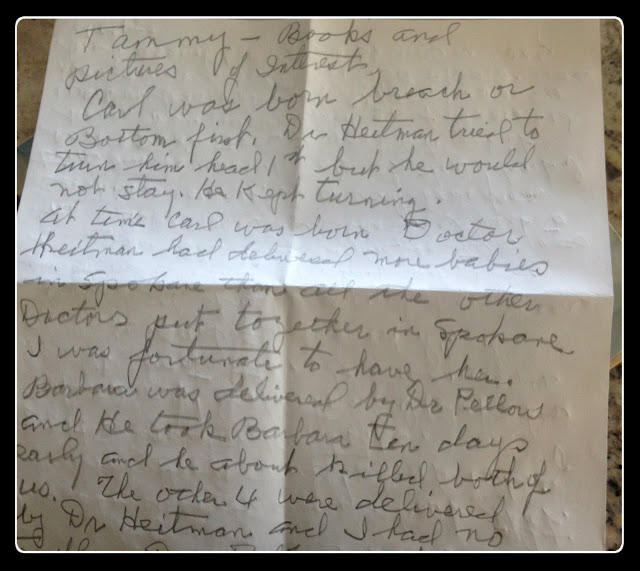 Tammy - Books and
pictures of Interest,
Carl was born breach or
Bottom first. Dr Heitman tried to
turn him head 1st but he would
not stay. He Kept turning.
at time Carl was born Doctor
Heitman had delivered more babies
in Spokane than all the other
Doctors put together in Spokane
I was fortunate to have her.
Barbara was delivered by Dr Fellows
and He took Barbara ten days
early and he about killed both of
us. The other 4 were delivered
by Dr Heitman and I had no